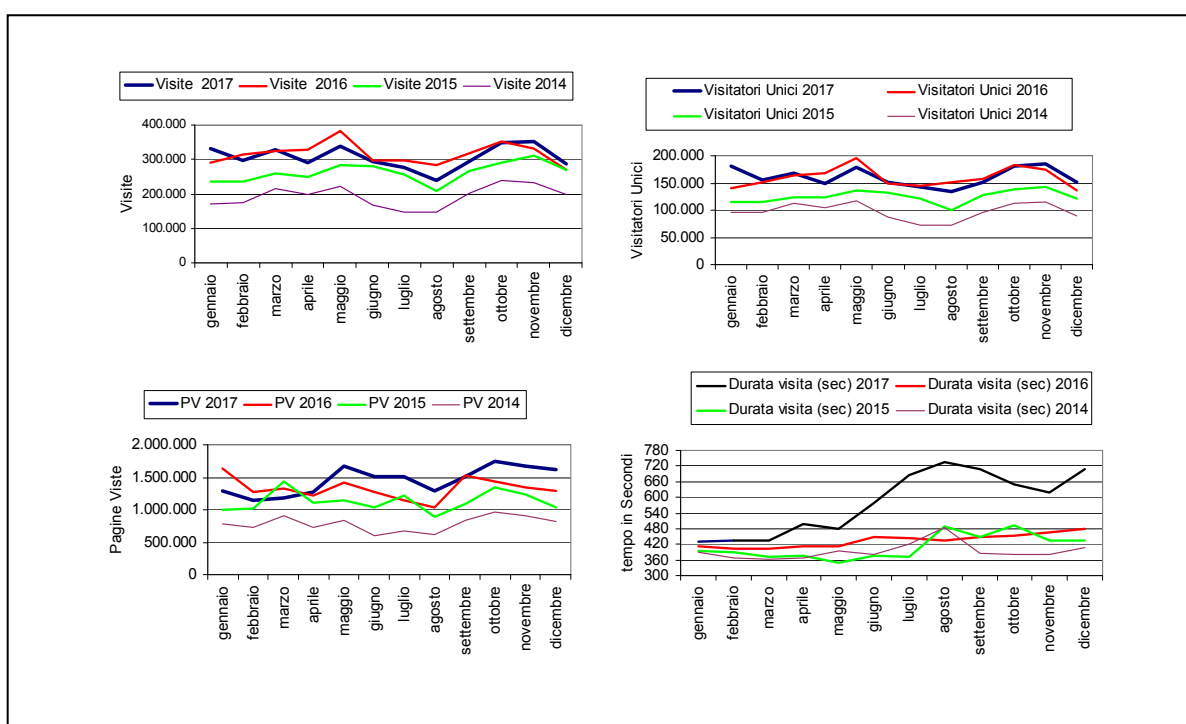 Visite 2017 Visite 2016 Visite 2015 Visite 2014
400.000
300.000
200.000
100.000
0
Visite
gennaio febbraio marzo aprile maggio giugno luglio agosto settembre ottobre novembre dicembre
Visitatori Unici 2017 Visitatori Unici 2016
Visitatori Unici 2015 Visitatori Unici 2014
200.000
150.000
100.000
50.000
0
Visitatori Unici
gennaio febbraio marzo aprile maggio giugno luglio agosto settembre ottobre novembre dicembre
PV 2017 PV 2016 PV 2015 PV 2014
2.000.000
1.500.000
1.000.000
500.000
0
Pagine Viste
gennaio febbraio marzo aprile maggio giugno luglio agosto settembre ottobre novembre dicembre
Durata visita (sec) 2017 Durata visita (sec) 2016
Durata visita (sec) 2015 Durata visita (sec) 2014
780
720
660
600
540
480
420
360
300
tempo in Secondi
gennaio febbraio marzo aprile maggio giugno luglio agosto settembre ottobre novembre dicembre